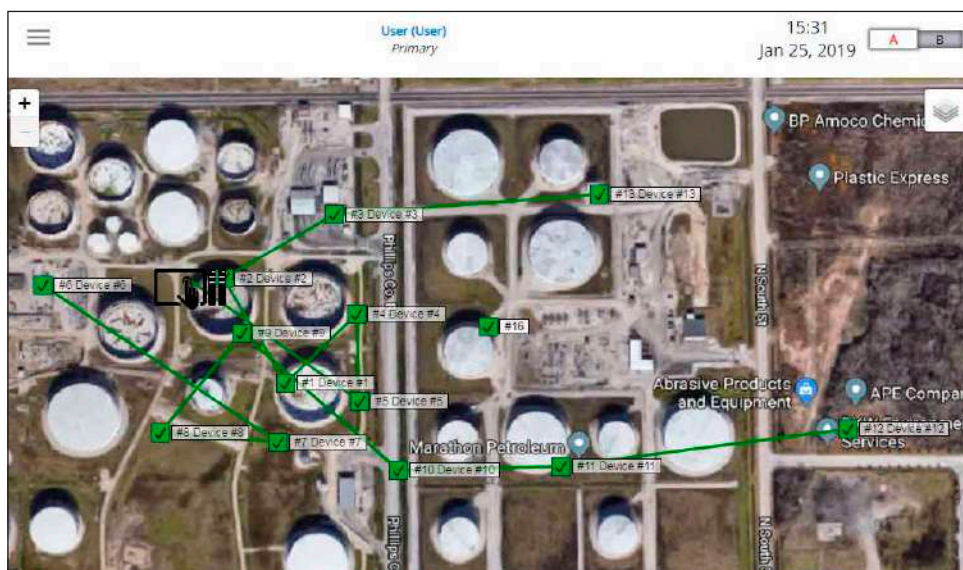 User (User)
Primary
15:31
Jan 25, 2019
A
B
+
BP Amoco Chemic
Plastic Express
#13 Device #13
#3 Device #3
#2 Device #2
#6 Device #6
Phillips Co. R
N South St
#4 Device #4
#16
#9 Device #9
#1 Device #1
Abrasive Products
and Equipment
APE Compa
#5 Device #5
#8 Device #8
#7 Device #7
Marathon Petroleum
#12 Device #12
Services
#11 Device #11
#10 Device #10
Phillips C
N South S